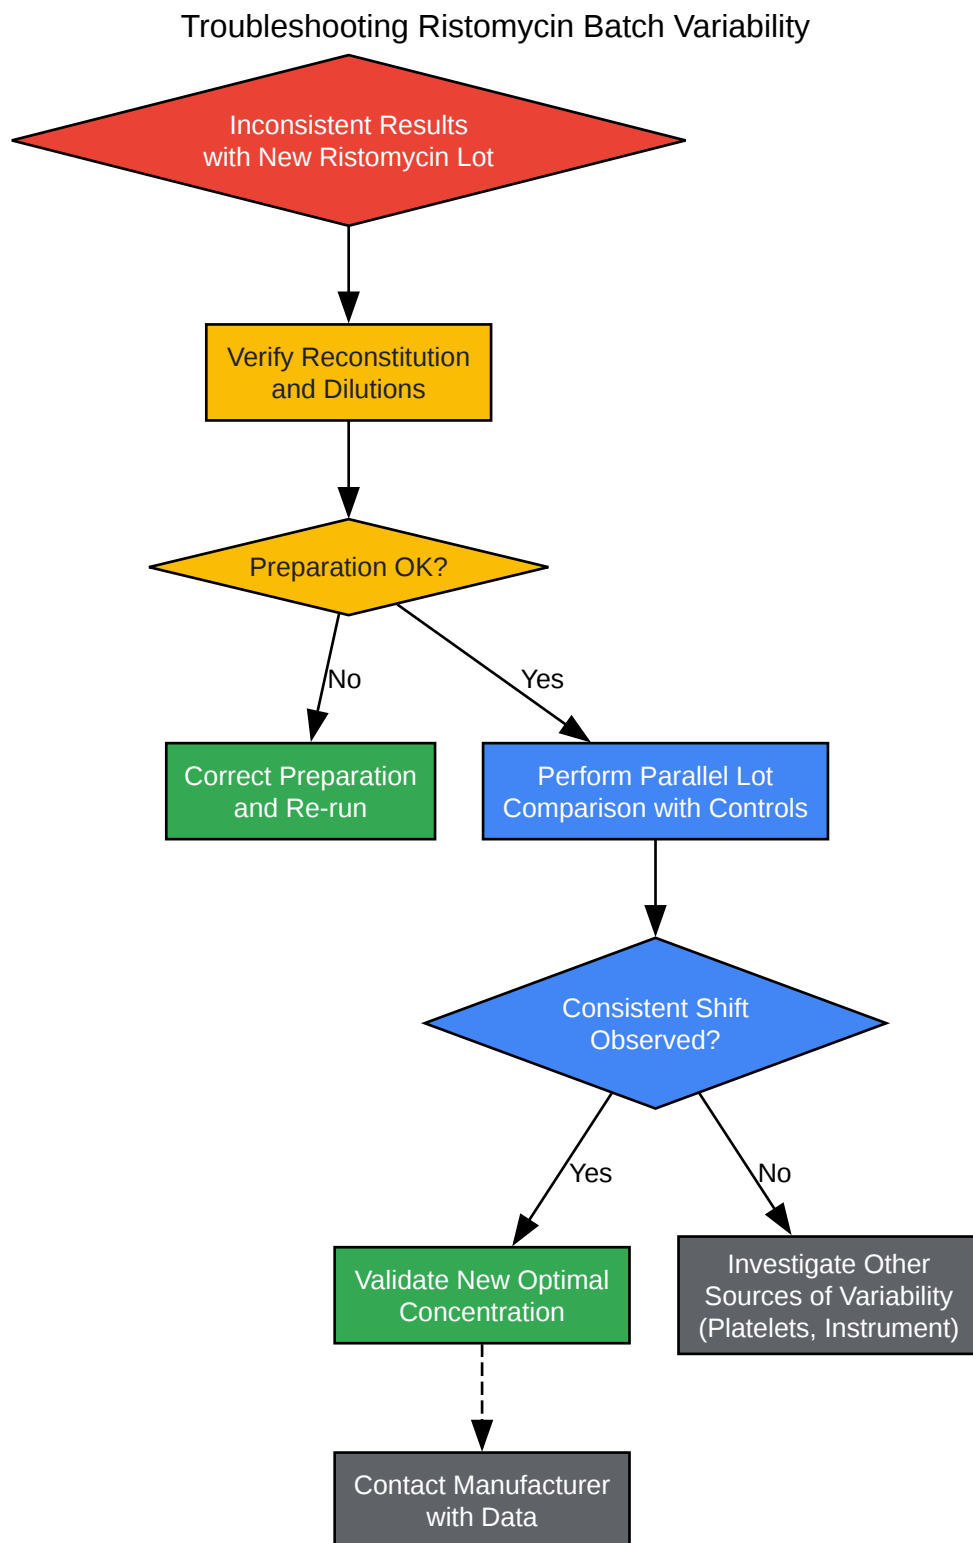 Troubleshooting Ristomycin Batch Variability
Inconsistent Results
with New Ristomycin Lot
Verify Reconstitution
and Dilutions
Preparation OK?
No
Yes
Correct Preparation
and Re-run
Perform Parallel Lot
Comparison with Controls
Consistent Shift
Observed?
Yes
No
Validate New Optimal
Concentration
Investigate Other
Sources of Variability
(Platelets, Instrument)
Contact Manufacturer
with Data